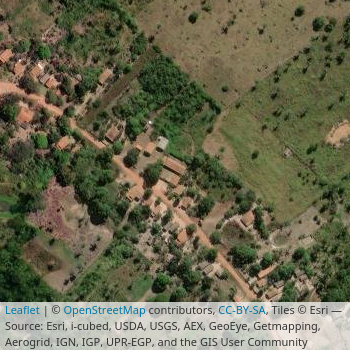 Leaflet | © OpenStreetMap contributors, CC-BY-SA, Tiles © Esri —
Source: Esri, i-cubed, USDA, USGS, AEX, GeoEye, Getmapping,
Aerogrid, IGN, IGP, UPR-EGP, and the GIS User Community